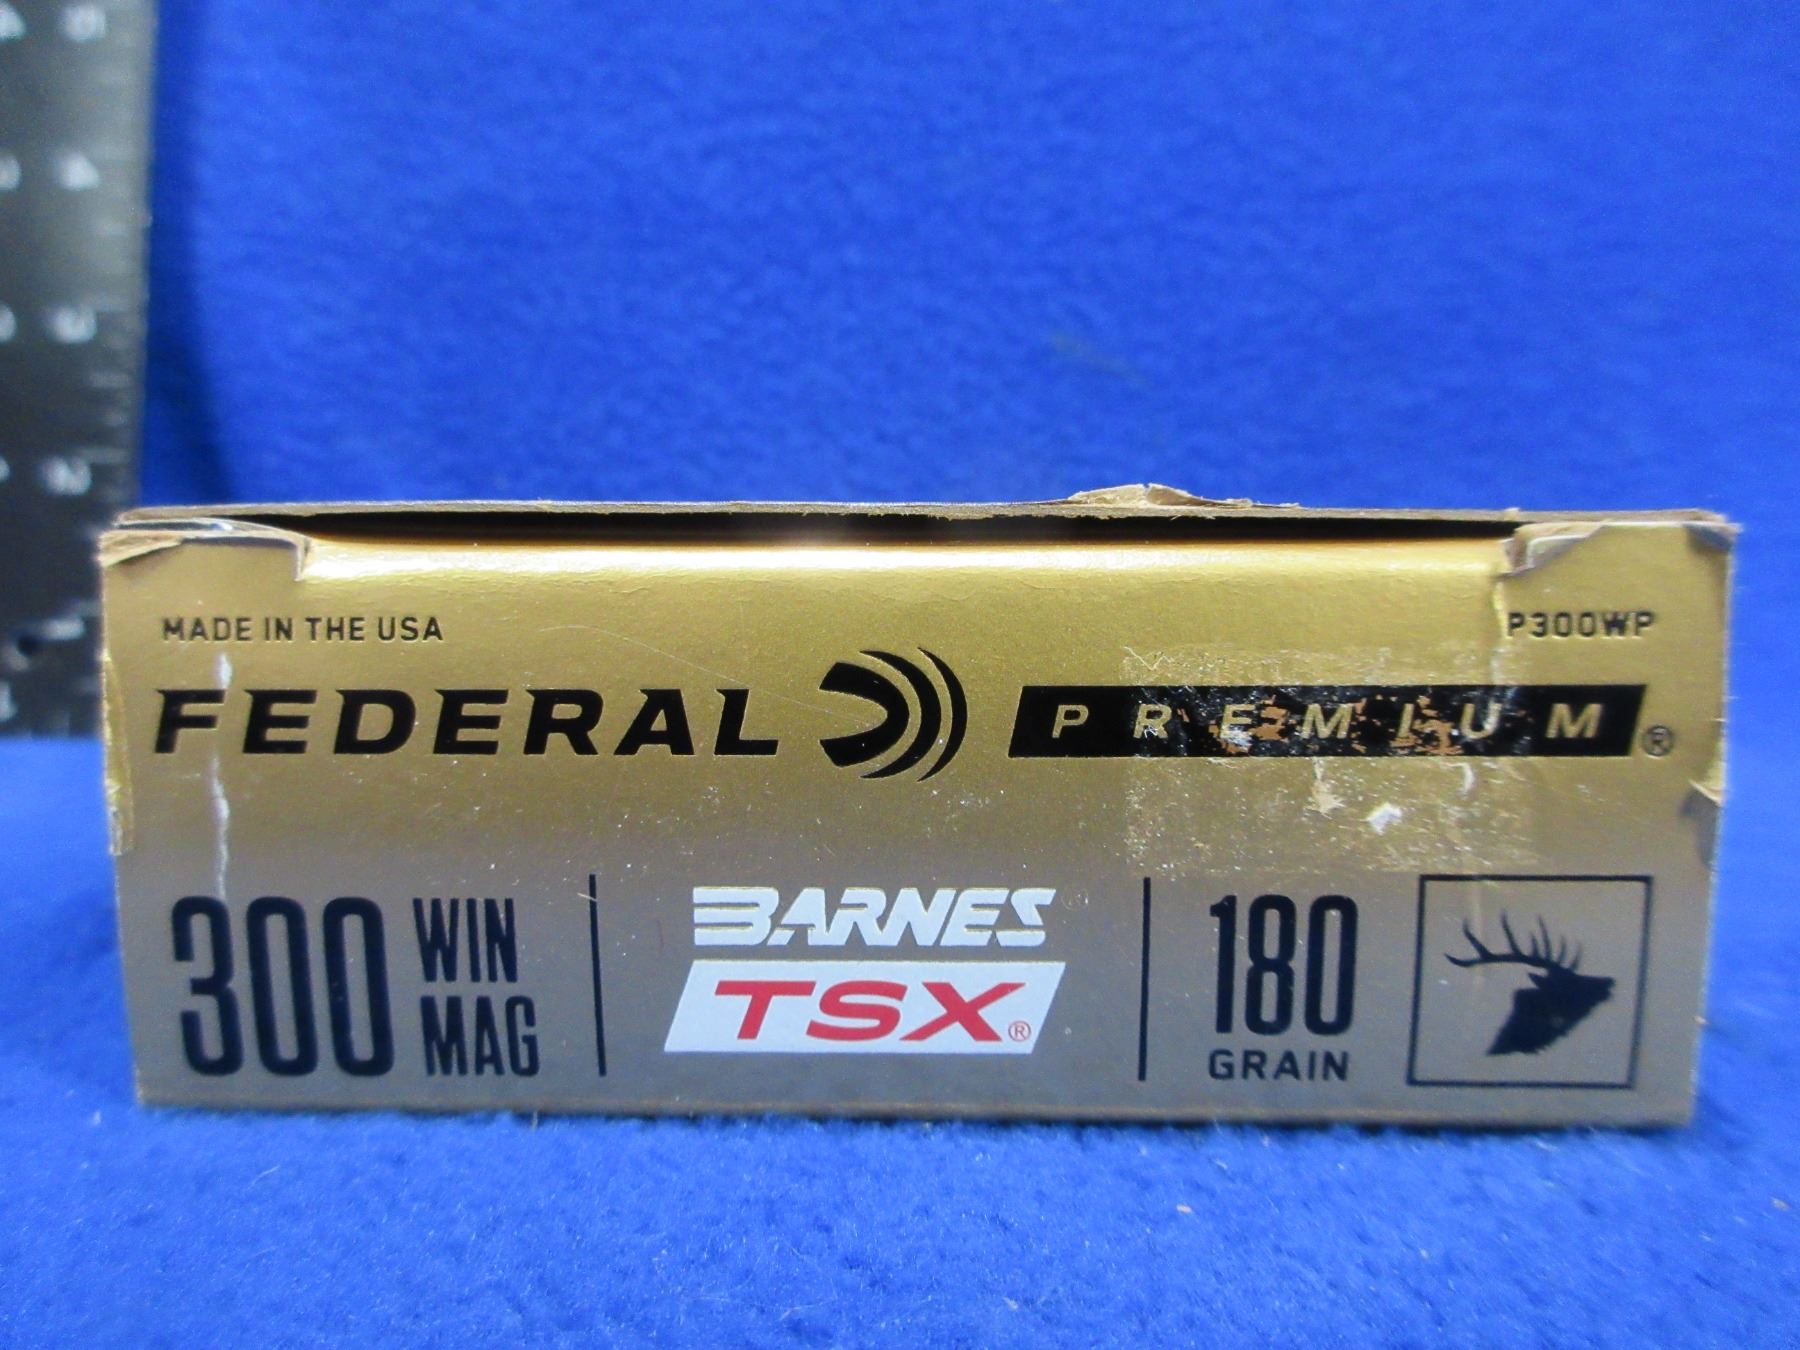 MADE IN THE USA
P300WP
FEDERAL PREMIUM®
300 WIN MAG
BARNES
TSX®
180
GRAIN